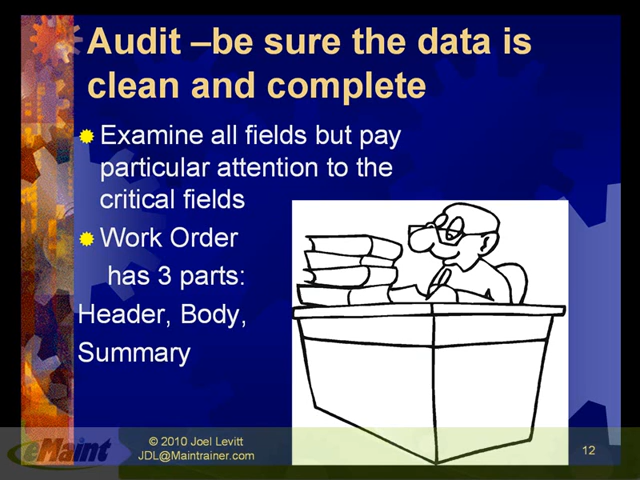 Audit –be sure the data is
clean and complete
Examine all fields but pay
particular attention to the
critical fields
Work Order
has 3 parts:
Header, Body,
Summary
eMaint
© 2010 Joel Levitt
JDL@Maintrainer.com
12